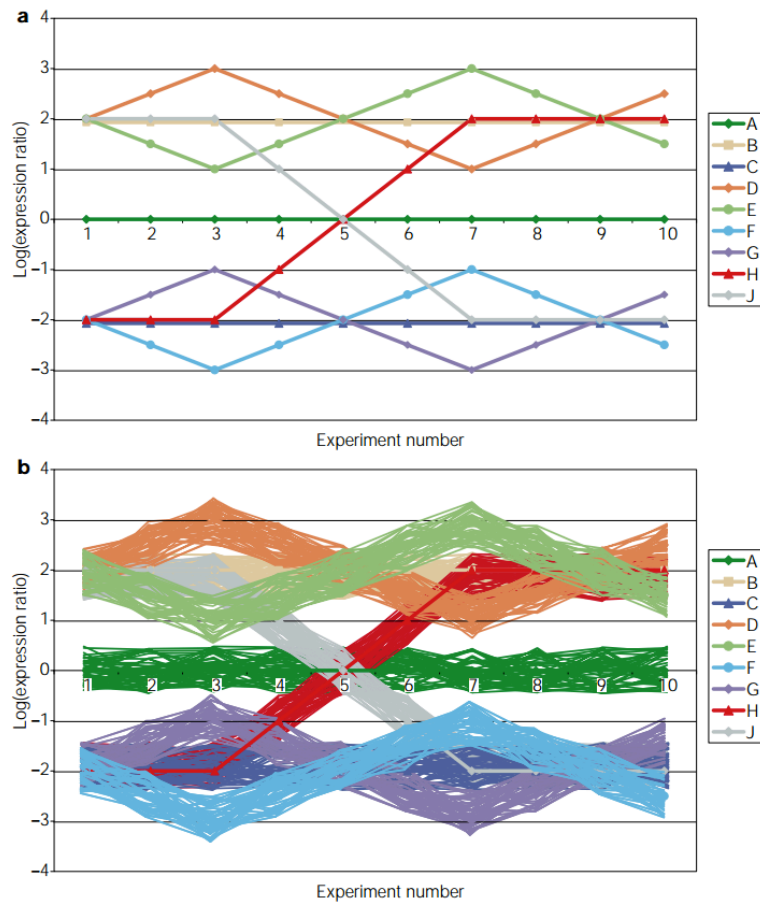 a
4
3
2
1
0
−1
−2
−3
−4
Log(expression ratio)
1 2 3 4 5 6 7 8 9 10
Experiment number
A
B
C
D
E
F
G
H
J
b
4
3
2
1
0
−1
−2
−3
−4
Log(expression ratio)
1 2 3 4 5 6 7 8 9 10
Experiment number
A
B
C
D
E
F
G
H
J